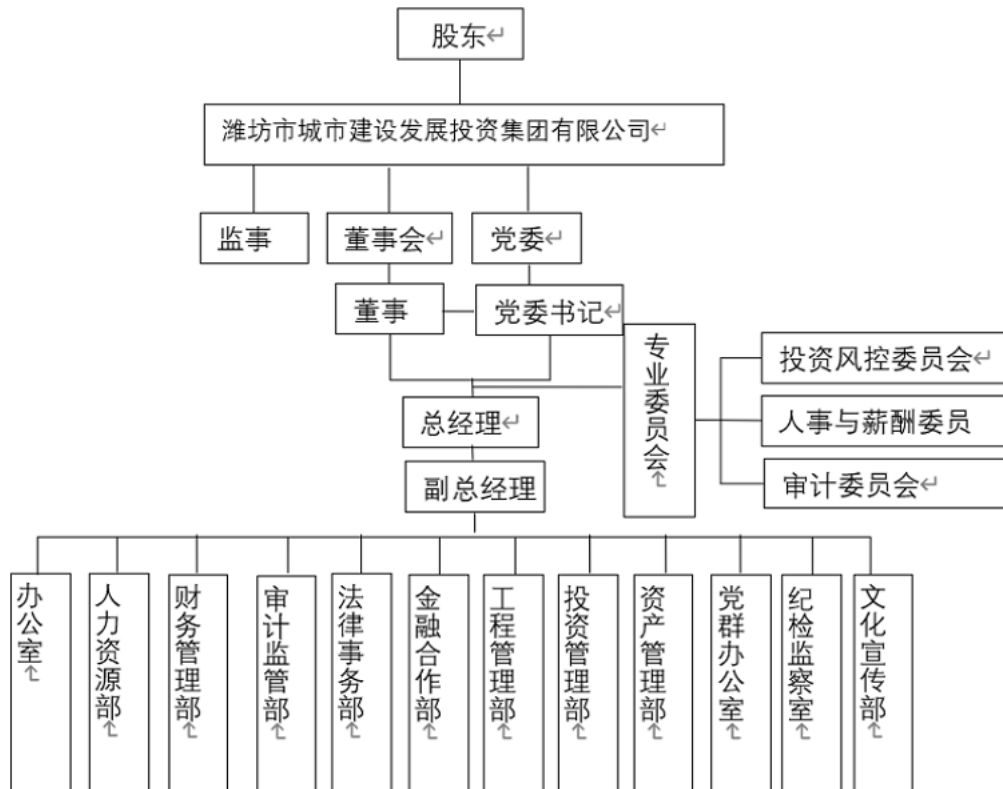 股东
潍坊市城市建设发展投资集团有限公司
监事
董事会
党委
董事
党委书记
专业委员会
投资风控委员会
人事与薪酬委员
审计委员会
总经理
副总经理
办公室
人力资源部
财务管理部
审计监管部
法律事务部
金融合作部
工程管理部
投资管理部
资产管理部
党群办公室
纪检监察室
文化宣传部